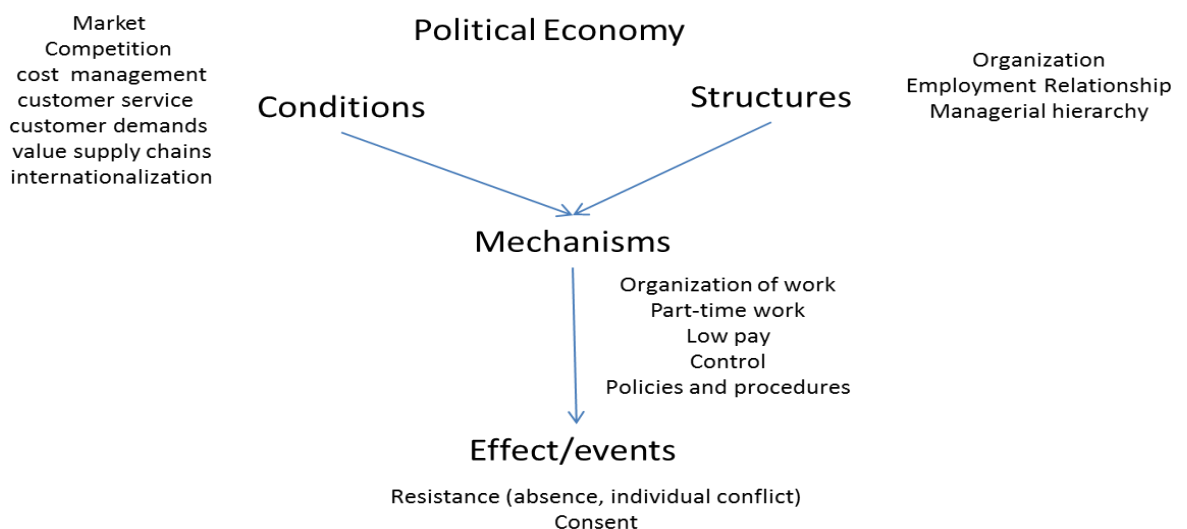 Market
Competition
cost management
customer service
customer demands
value supply chains
internationalization
Political Economy
Conditions
Structures
Organization
Employment Relationship
Managerial hierarchy
Mechanisms
Organization of work
Part-time work
Low pay
Control
Policies and procedures
Effect/events
Resistance (absence, individual conflict)
Consent